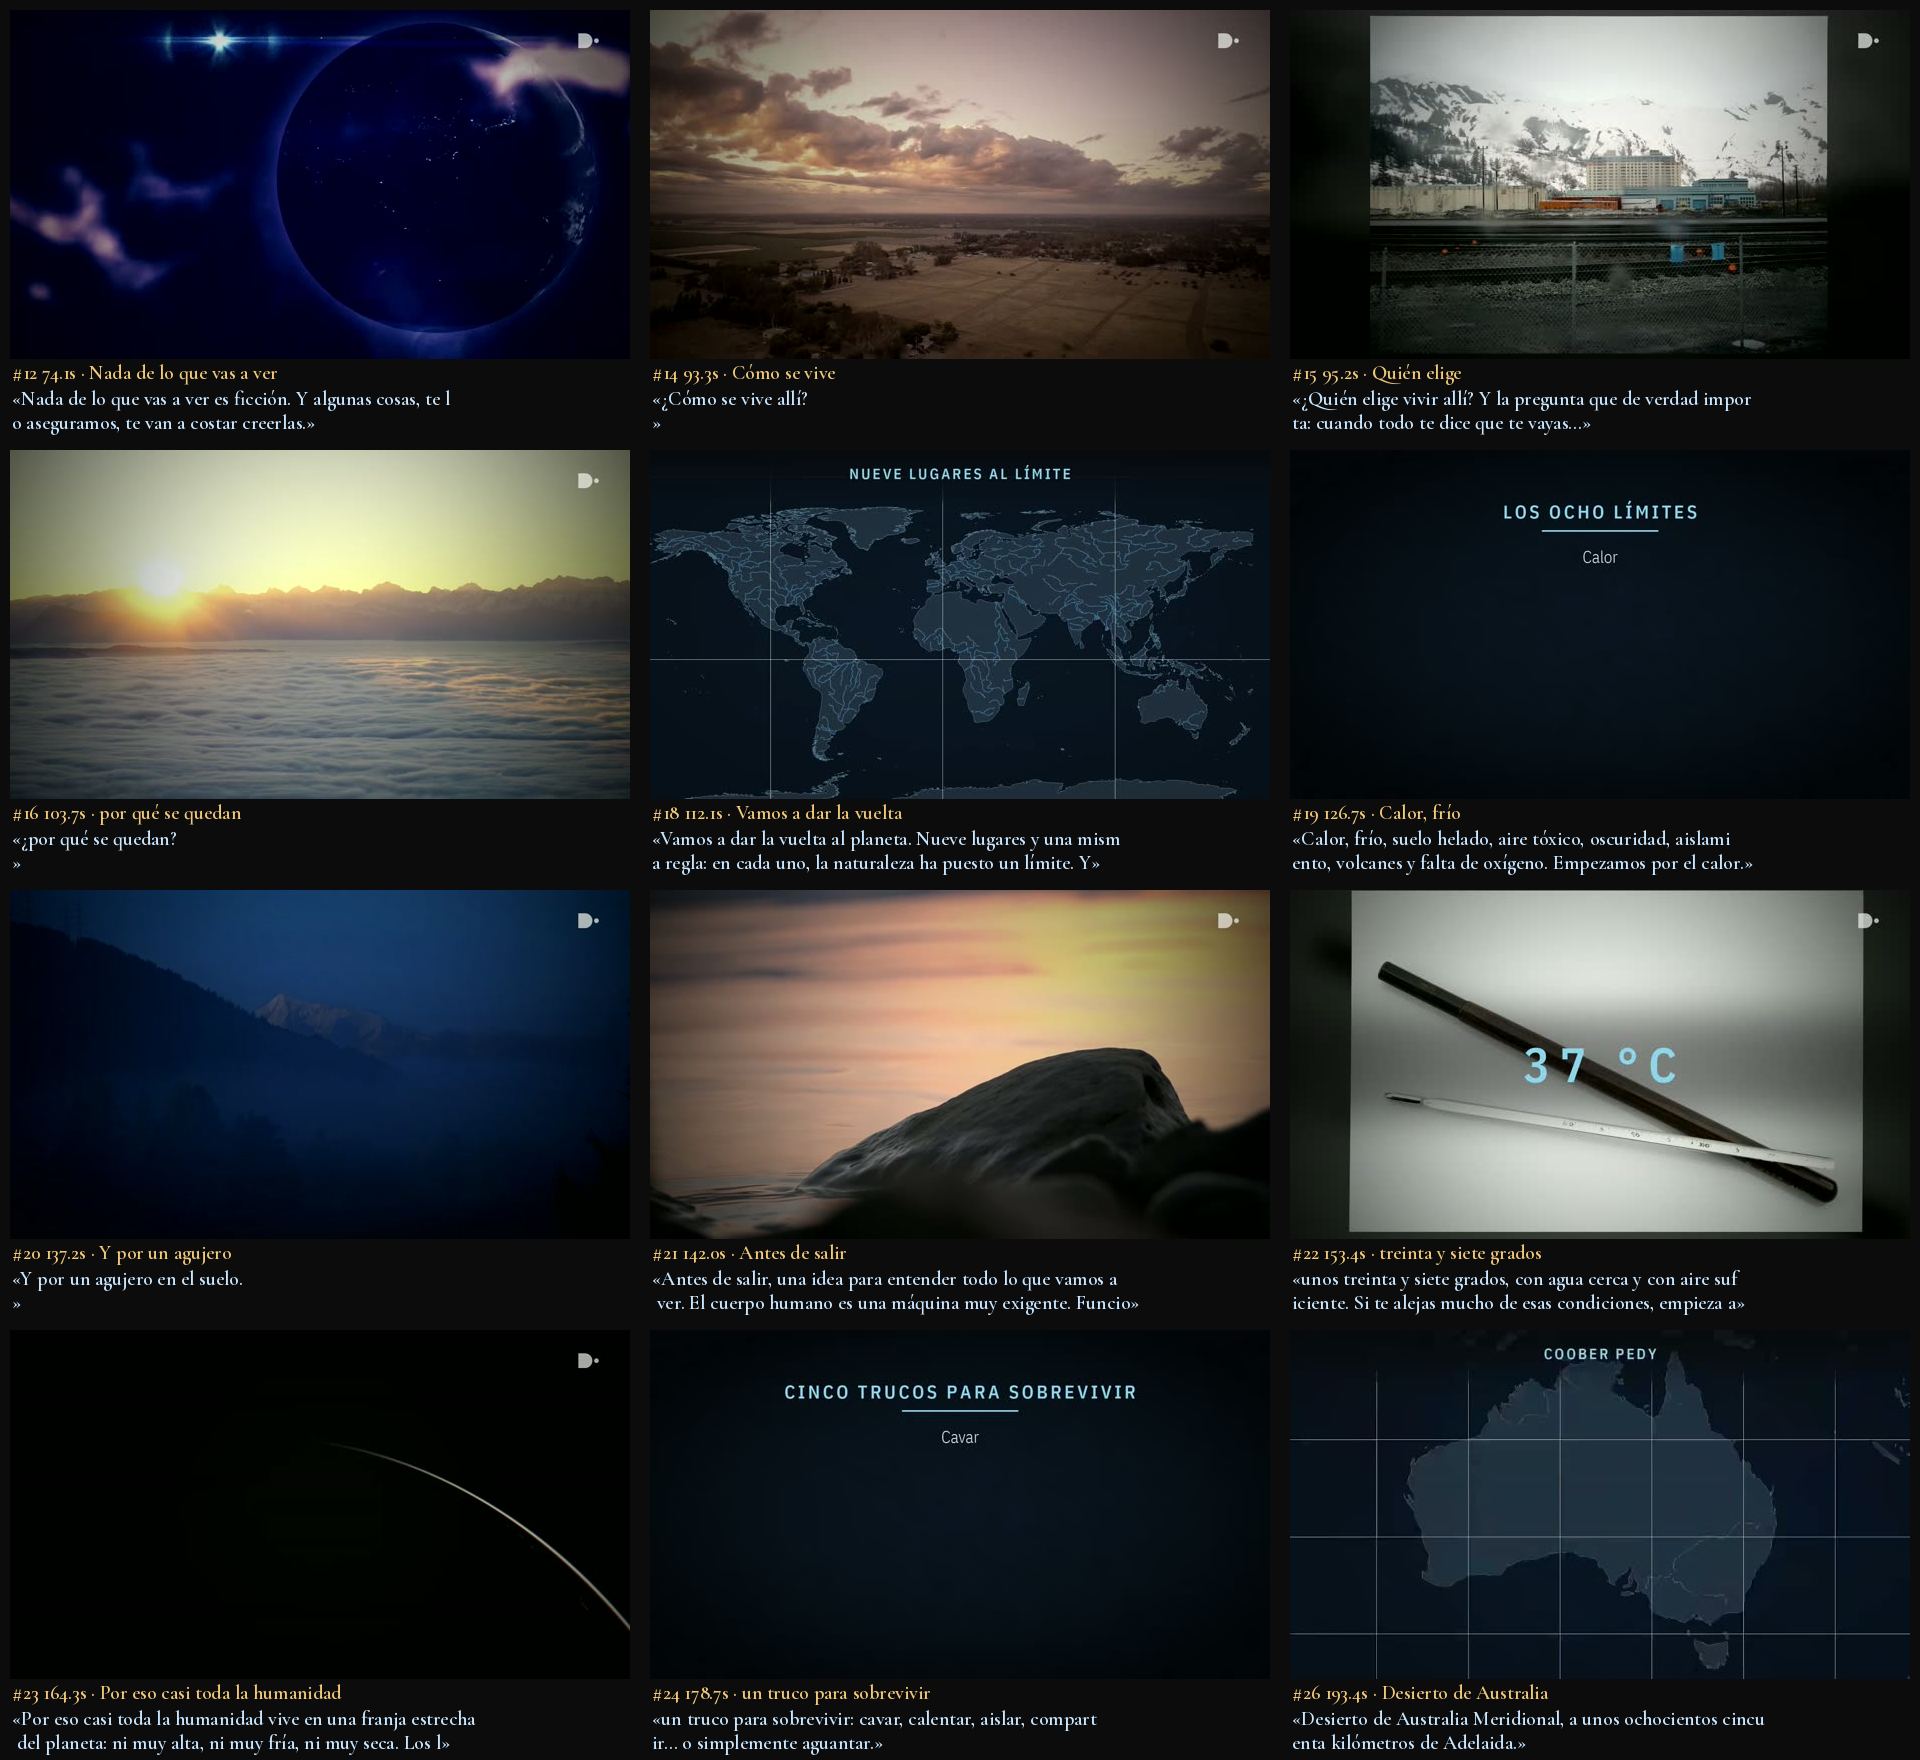 #12 74.1s · Nada de lo que vas a ver
«Nada de lo que vas a ver es ficción. Y algunas cosas, te l
o aseguramos, te van a costar creerlas.»
#14 93.3s · Cómo se vive
«¿Cómo se vive allí?
»
#15 95.2s · Quién elige
«¿Quién elige vivir allí? Y la pregunta que de verdad impor
ta: cuando todo te dice que te vayas...»
#16 103.7s · por qué se quedan
«¿por qué se quedan?
»
NUEVE LUGARES AL LÍMITE
#18 112.1s · Vamos a dar la vuelta
«Vamos a dar la vuelta al planeta. Nueve lugares y una mism
a regla: en cada uno, la naturaleza ha puesto un límite. Y»
LOS OCHO LÍMITES
Calor
#19 126.7s · Calor, frío
«Calor, frío, suelo helado, aire tóxico, oscuridad, aislami
ento, volcanes y falta de oxígeno. Empezamos por el calor.»
#20 137.2s · Y por un agujero
«Y por un agujero en el suelo.
»
#21 142.0s · Antes de salir
«Antes de salir, una idea para entender todo lo que vamos a
ver. El cuerpo humano es una máquina muy exigente. Funcio»
37 °C
#22 153.4s · treinta y siete grados
«unos treinta y siete grados, con agua cerca y con aire suf
iciente. Si te alejas mucho de esas condiciones, empieza a»
#23 164.3s · Por eso casi toda la humanidad
«Por eso casi toda la humanidad vive en una franja estrecha
del planeta: ni muy alta, ni muy fría, ni muy seca. Los l»
CINCO TRUCOS PARA SOBREVIVIR
Cavar
#24 178.7s · un truco para sobrevivir
«un truco para sobrevivir: cavar, calentar, aislar, compart
ir... o simplemente aguantar.»
COOBER PEDY
#26 193.4s · Desierto de Australia
«Desierto de Australia Meridional, a unos ochocientos cincu
enta kilómetros de Adelaida.»